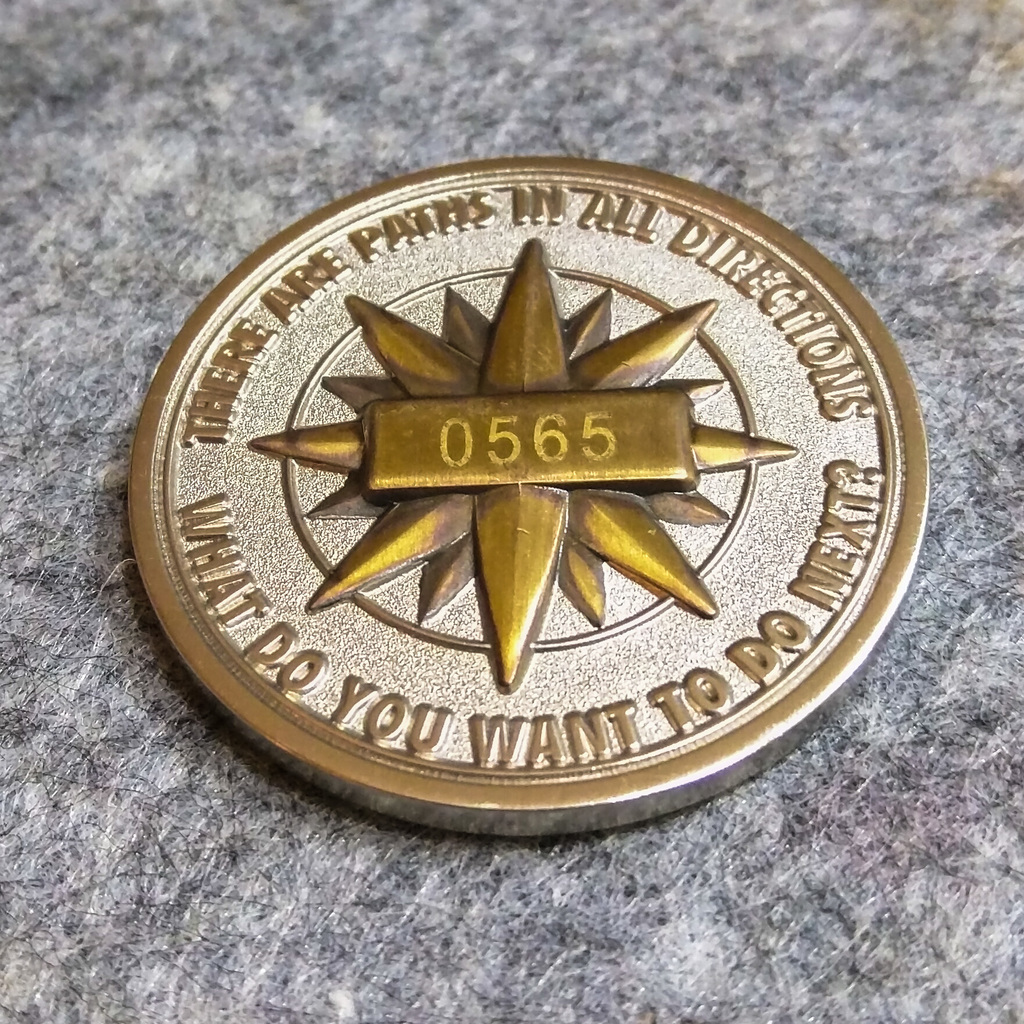 THERE ARE PATHS IN ALL DIRECTIONS
0565
WHAT DO YOU WANT TO DO NEXT?